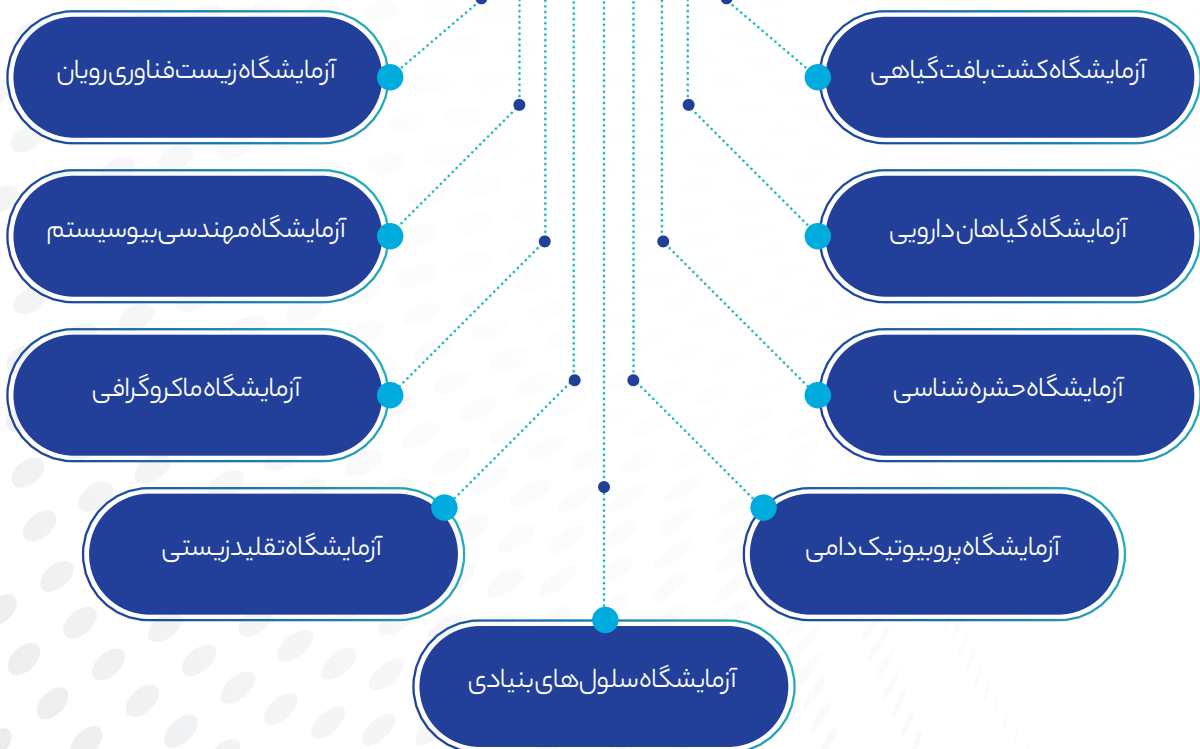 آزمایشگاه کشت بافت گیاهی
آزمایشگاه زیست فناوری رویان
آزمایشگاه گیاهان دارویی
آزمایشگاه مهندسی بیوسیستم
آزمایشگاه حشره شناسی
آزمایشگاه ماکروگرافی
آزمایشگاه پروبیوتیک دامی
آزمایشگاه تقلید زیستی
آزمایشگاه سلول های بنیادی